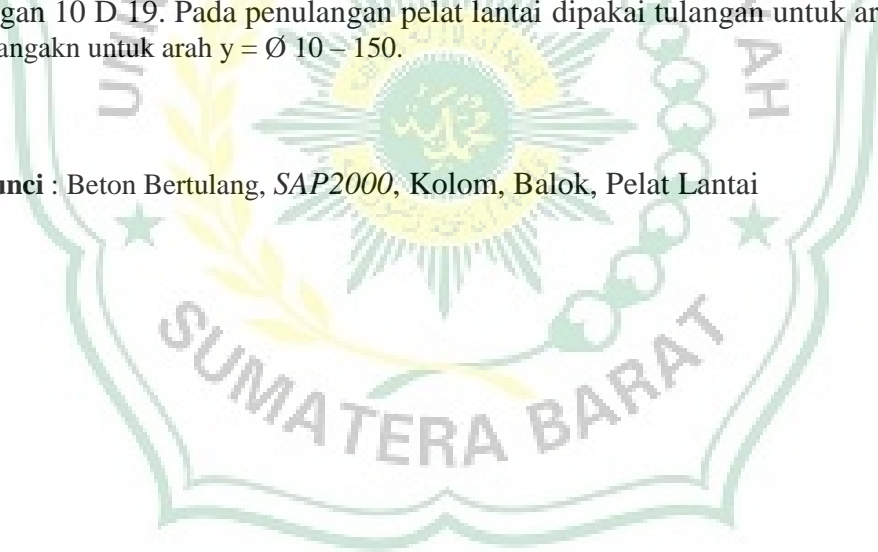 gan 10 D 19. Pada penulangan pelat lantai dipakai tulangan untuk ar
angakn untuk arah y = Ø 10 – 150.
unci : Beton Bertulang, SAP2000, Kolom, Balok, Pelat Lantai
SUMATERA BARAT